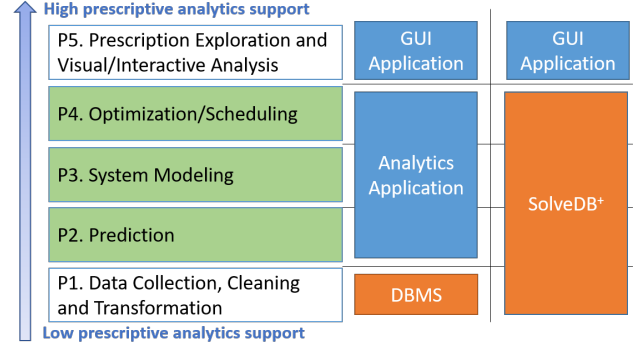 High prescriptive analytics support
P5. Prescription Exploration and
Visual/Interactive Analysis
GUI
Application
GUI
Application
P4. Optimization/Scheduling
P3. System Modeling
P2. Prediction
Analytics
Application
SolveDB⁺
P1. Data Collection, Cleaning
and Transformation
DBMS
Low prescriptive analytics support